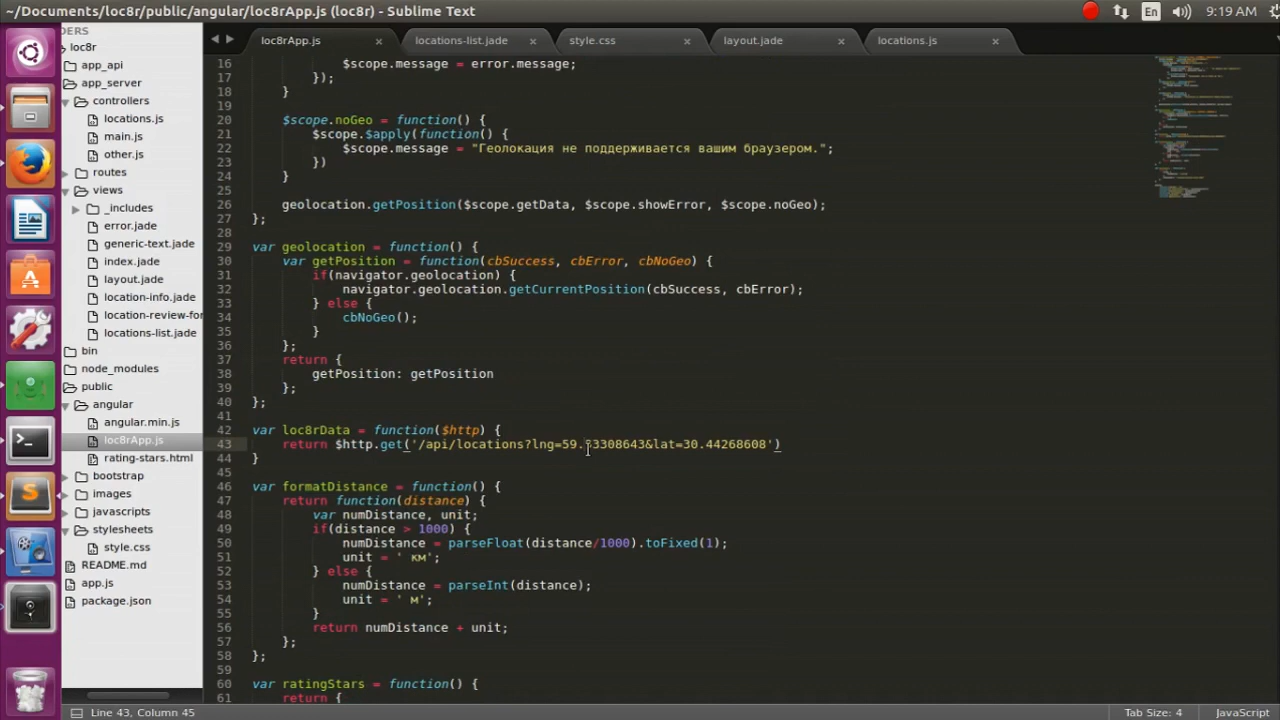 ~/Documents/loc8r/public/angular/loc8rApp.js (loc8r) - Sublime Text
En
9:19 AM
DERS
loc8r
app_api
app_server
controllers
locations.js
main.js
other.js
routes
views
_includes
error.jade
generic-text.jade
index.jade
layout.jade
location-info.jade
location-review-fo
locations-list.jade
bin
node_modules
public
angular
angular.min.js
loc8rApp.js
rating-stars.html
bootstrap
images
javascripts
stylesheets
style.css
README.md
app.js
package.json
loc8rApp.js
locations-list.jade
style.css
layout.jade
locations.js
16 $scope.message = error.message;
17 });
18 }
19
20 $scope.noGeo = function() {
21 $scope.$apply(function() {
22 $scope.message = "Геолокация не поддерживается вашим браузером.";
23 })
24 }
25
26 geolocation.getPosition($scope.getData, $scope.showError, $scope.noGeo);
27 };
28
29 var geolocation = function() {
30 var getPosition = function(cbSuccess, cbError, cbNoGeo) {
31 if(navigator.geolocation) {
32 navigator.geolocation.getCurrentPosition(cbSuccess, cbError);
33 } else {
34 cbNoGeo();
35 }
36 };
37 return {
38 getPosition: getPosition
39 };
40 };
41
42 var loc8rData = function($http) {
43 return $http.get('/api/locations?lng=59.33308643&lat=30.44268608')
44 }
45
46 var formatDistance = function() {
47 return function(distance) {
48 var numDistance, unit;
49 if(distance > 1000) {
50 numDistance = parseFloat(distance/1000).toFixed(1);
51 unit = ' км';
52 } else {
53 numDistance = parseInt(distance);
54 unit = ' м';
55 }
56 return numDistance + unit;
57 };
58 };
59
60 var ratingStars = function() {
61 return {
Line 43, Column 45
Tab Size: 4
JavaScript